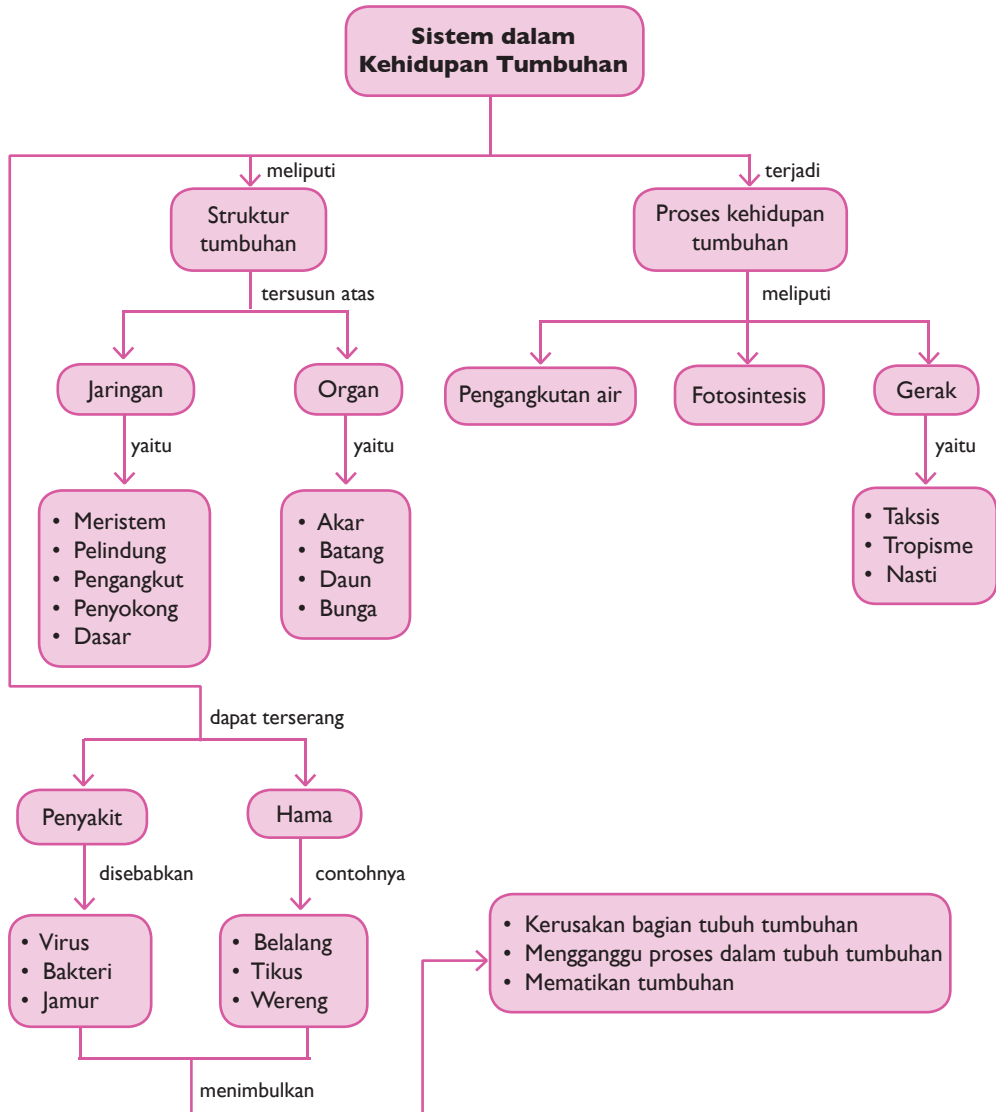 Sistem dalam
Kehidupan Tumbuhan
meliputi
terjadi
Struktur
tumbuhan
Proses kehidupan
tumbuhan
tersusun atas
meliputi
Jaringan
Organ
Pengangkutan air
Fotosintesis
Gerak
yaitu
yaitu
yaitu
• Meristem
• Pelindung
• Pengangkut
• Penyokong
• Dasar
• Akar
• Batang
• Daun
• Bunga
• Taksis
• Tropisme
• Nasti
dapat terserang
Penyakit
Hama
disebabkan
contohnya
• Virus
• Bakteri
• Jamur
• Belalang
• Tikus
• Wereng
• Kerusakan bagian tubuh tumbuhan
• Mengganggu proses dalam tubuh tumbuhan
• Mematikan tumbuhan
menimbulkan